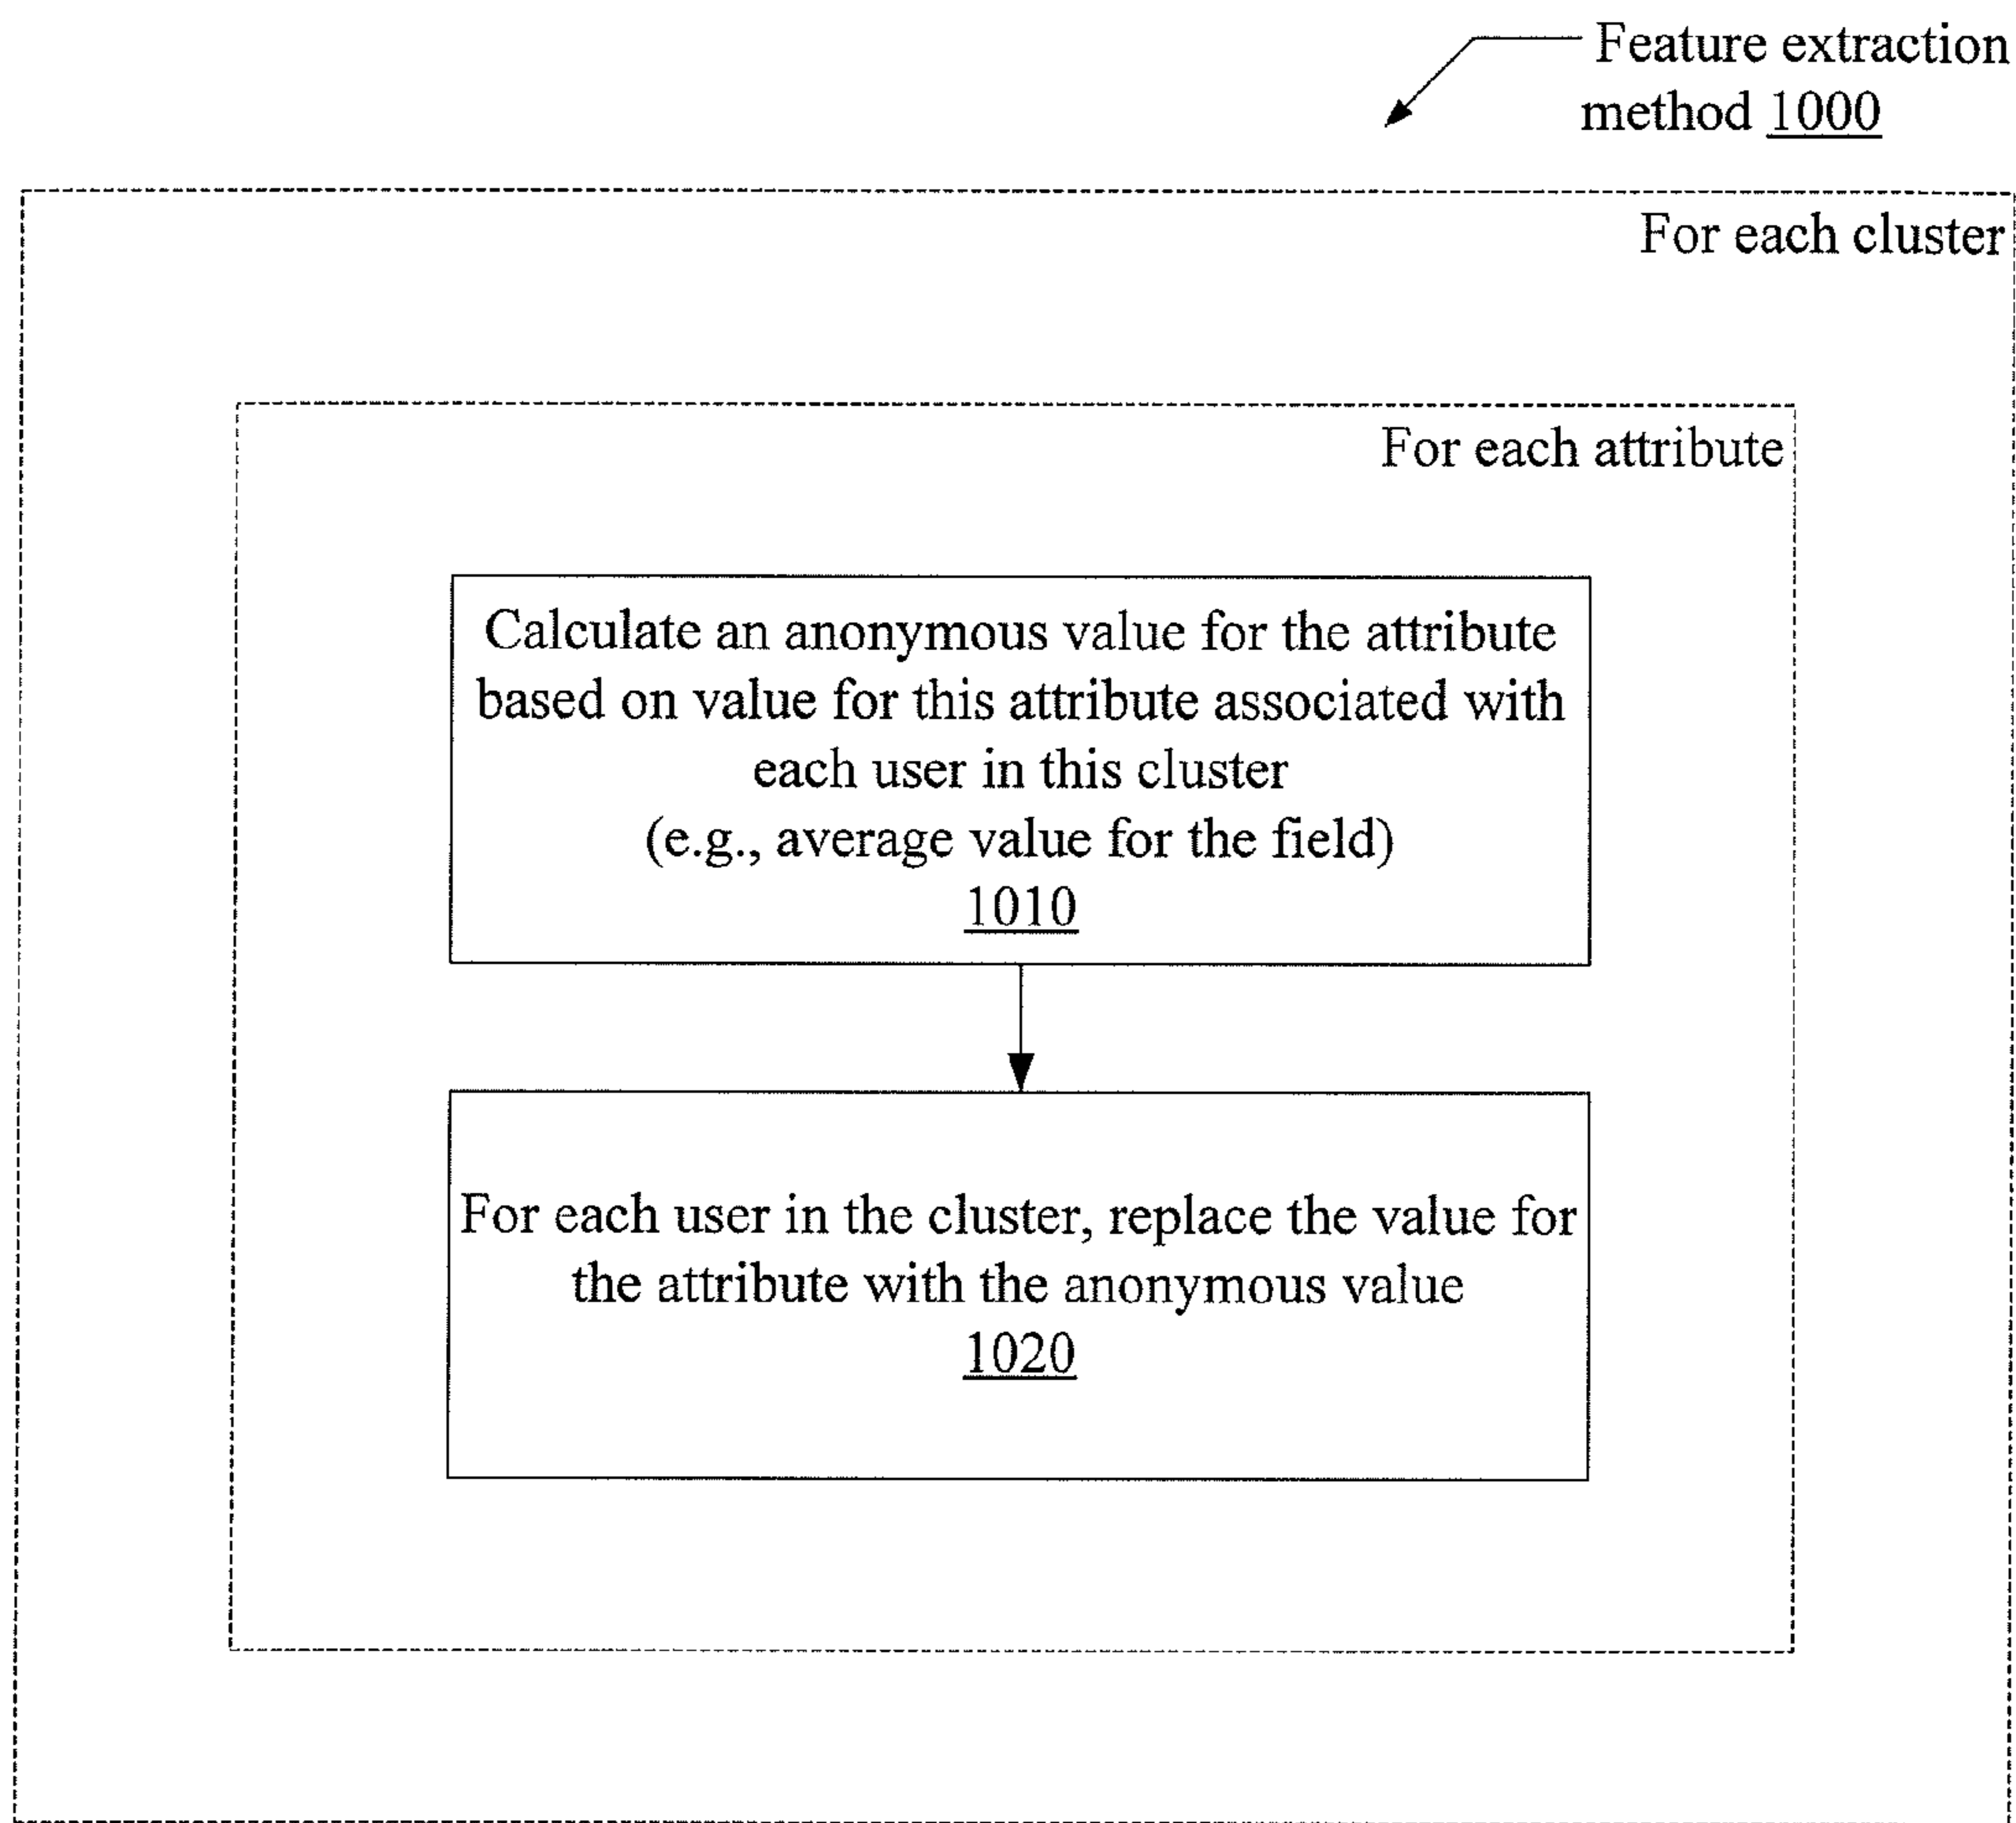 Feature extraction
method 1000
For each cluster
For each attribute
Calculate an anonymous value for the attribute
based on value for this attribute associated with
each user in this cluster
(e.g., average value for the field)
1010
For each user in the cluster, replace the value for
the attribute with the anonymous value
1020